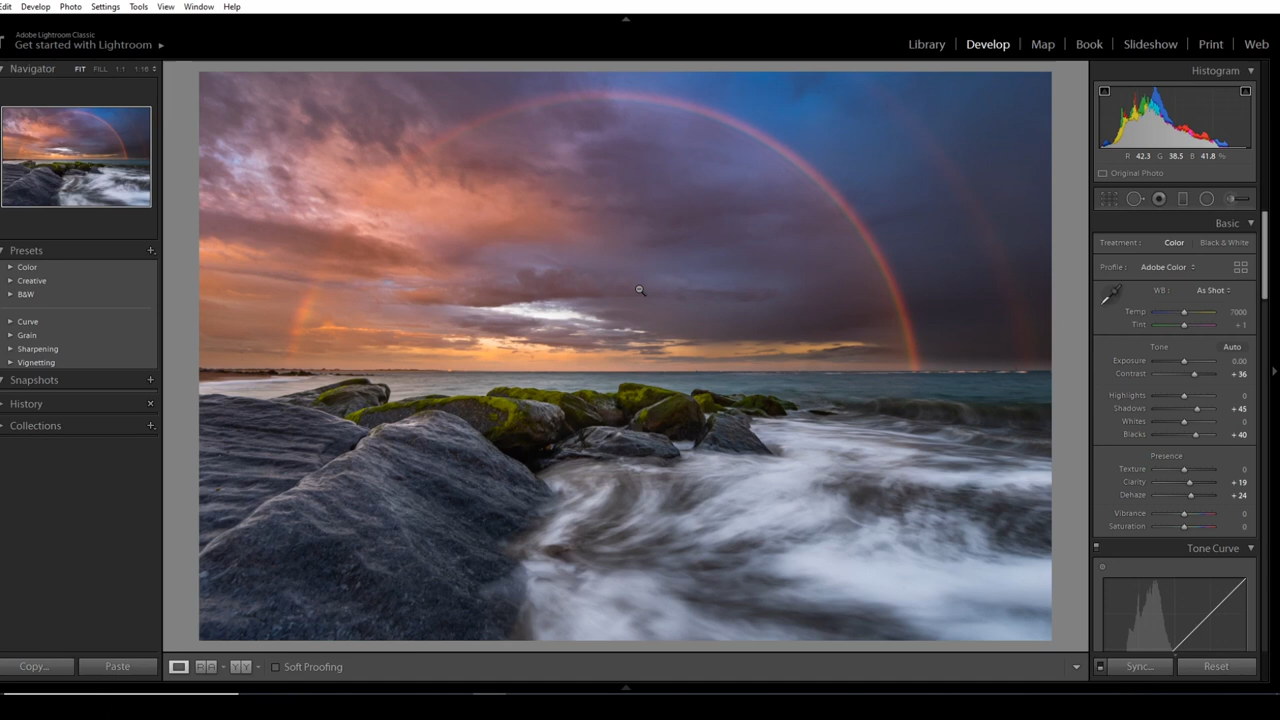 Edit Develop Photo Settings Tools View Window Help
Adobe Lightroom Classic
Get started with Lightroom
Library | Develop | Map | Book | Slideshow | Print | Web
Navigator FIT FILL 1:1 1:16
Histogram
R 42.3 G 38.5 B 41.8 %
Original Photo
Basic
Treatment : Color Black & White
Profile : Adobe Color
WB : As Shot
Temp 7000
Tint + 1
Tone Auto
Exposure 0.00
Contrast + 36
Highlights 0
Shadows + 45
Whites 0
Blacks + 40
Presence
Texture 0
Clarity + 19
Dehaze + 24
Vibrance 0
Saturation 0
Tone Curve
Presets
Color
Creative
B&W
Curve
Grain
Sharpening
Vignetting
Snapshots
History
Collections
Copy... Paste
Soft Proofing
Sync... Reset